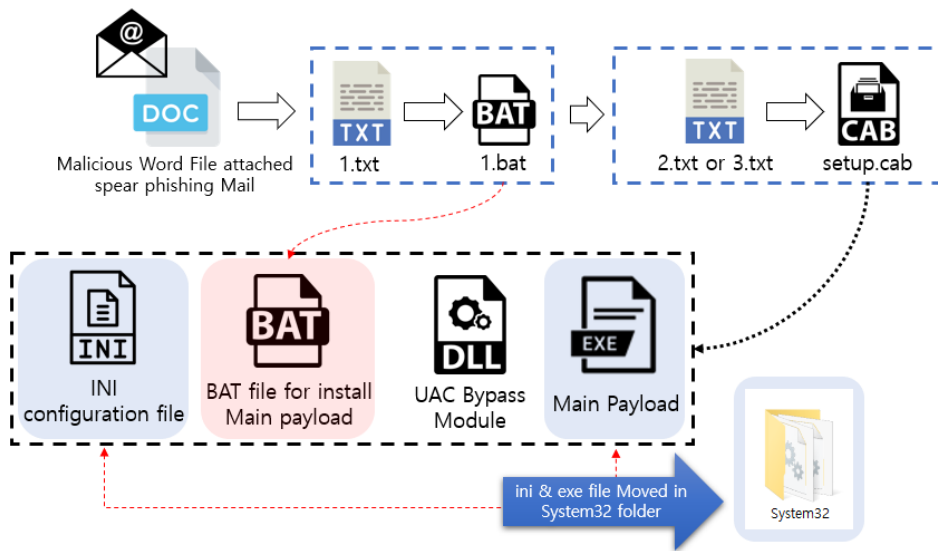 @
DOC
Malicious Word File attached
spear phishing Mail
TXT
1.txt
BAT
1.bat
TXT
2.txt or 3.txt
CAB
setup.cab
INI
INI
configuration file
BAT
BAT file for install
Main payload
DLL
UAC Bypass
Module
EXE
Main Payload
ini & exe file Moved in
System32 folder
System32